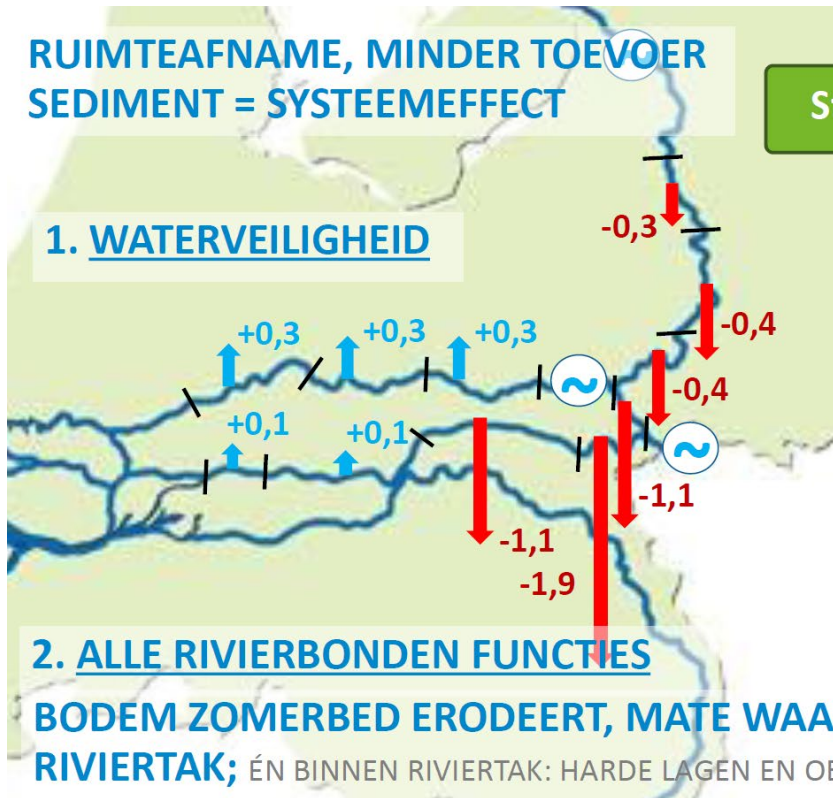 RUIMTEAFNAME, MINDER TOEVOER
SEDIMENT = SYSTEEMEFFECT
1. WATERVEILIGHEID
-0,3
+0,3
+0,3
+0,3
-0,4
-0,4
+0,1
+0,1
-1,1
-1,1
-1,9
2. ALLE RIVIERBONDEN FUNCTIES
BODEM ZOMERBED ERODEERT, MATE
RIVIERTAK; ÉN BINNEN RIVIERTAK: HARDE LAGEN EN